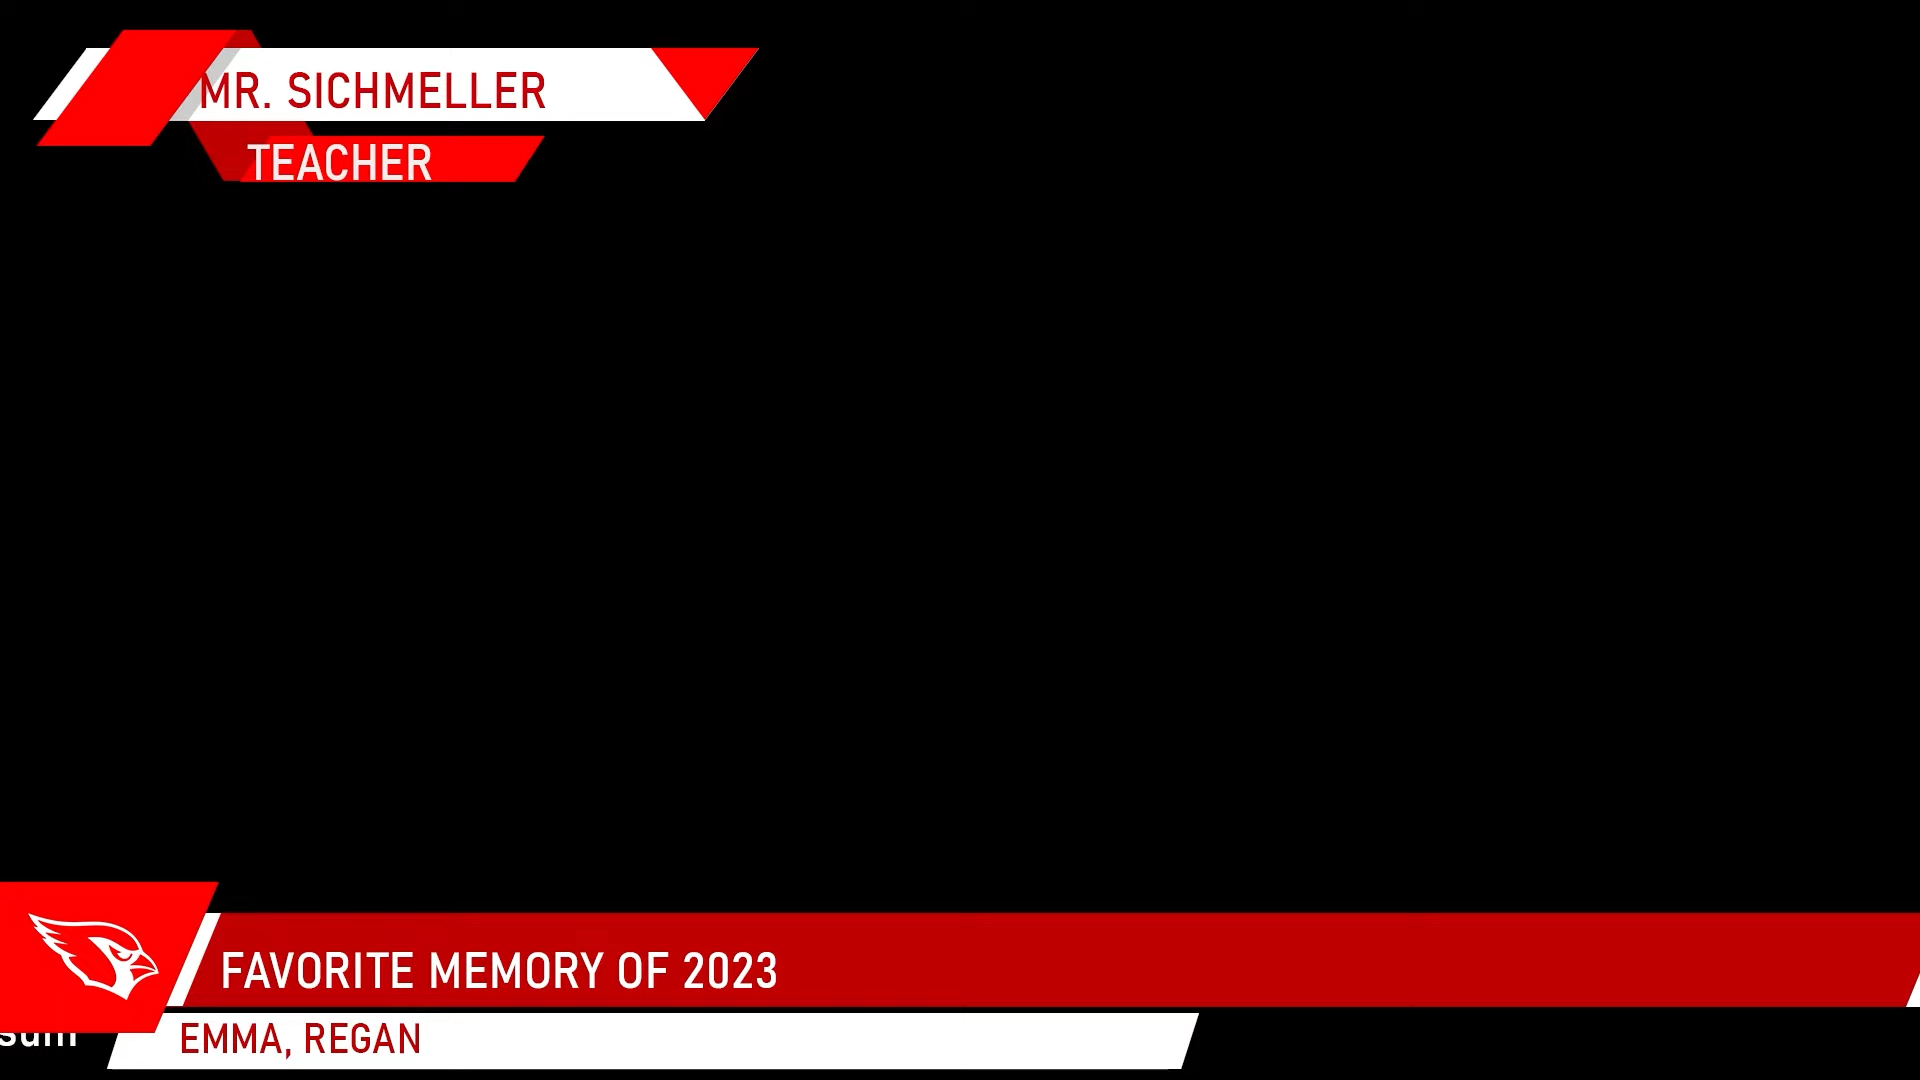 MR. SICHMELLER
TEACHER
FAVORITE MEMORY OF 2023
EMMA, REGAN